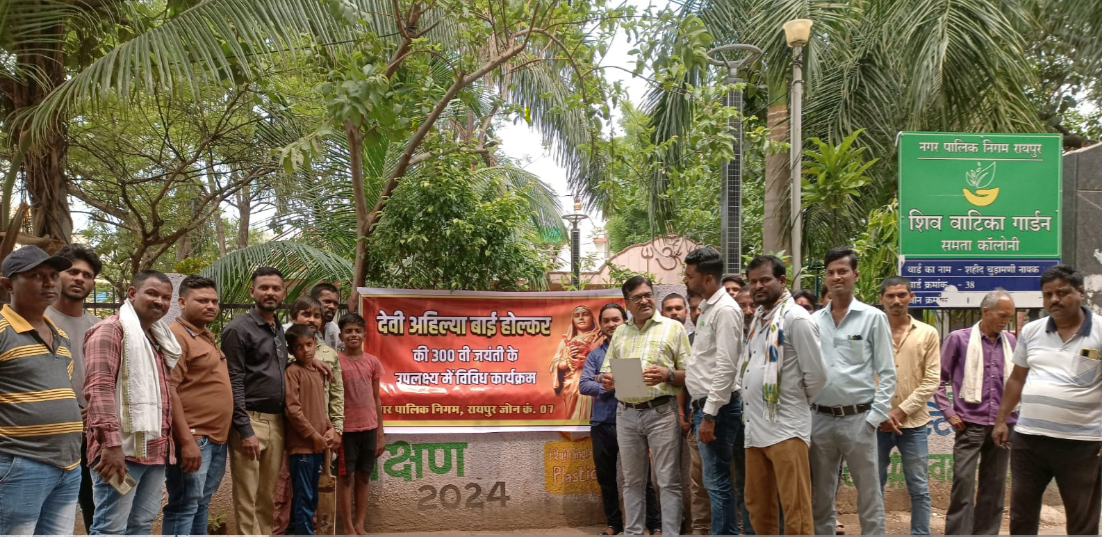 देवी अहिल्या बाई होल्कर
की 300 वी जयंती के
उपलक्ष्य में विविध कार्यक्रम
नगर पालिक निगम, रायपुर जोन कं. 07
क्षण
2024
Plastic
नगर पालिक निगम रायपुर
शिव वाटिका गार्डन
समता कॉलोनी
वार्ड का नाम - शहीद चुड़ामणी नायक
वार्ड क्रमांक - 38